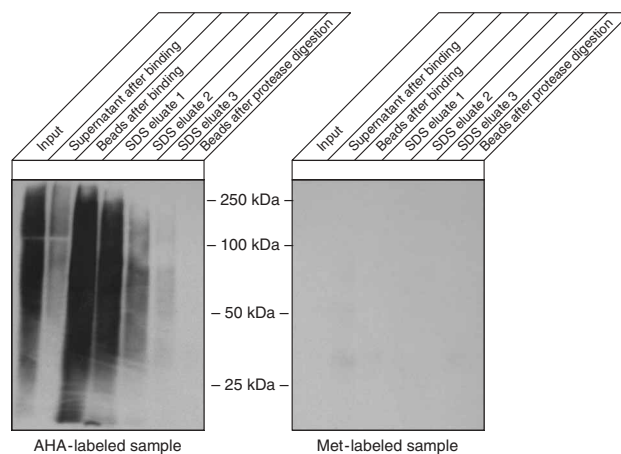 Input
Supernatant after binding
Beads after binding
SDS eluate 1
SDS eluate 2
SDS eluate 3
Beads after protease digestion
Input
Supernatant after binding
Beads after binding
SDS eluate 1
SDS eluate 2
SDS eluate 3
Beads after protease digestion
– 250 kDa –
– 100 kDa –
– 50 kDa –
– 25 kDa –
AHA-labeled sample
Met-labeled sample